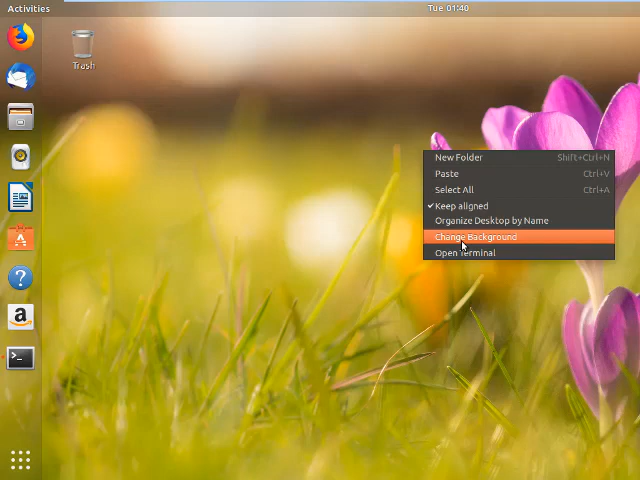 Activities
Tue 01:40
Trash
New Folder Shift+Ctrl+N
Paste Ctrl+V
Select All Ctrl+A
Keep aligned
Organize Desktop by Name
Change Background
Open Terminal